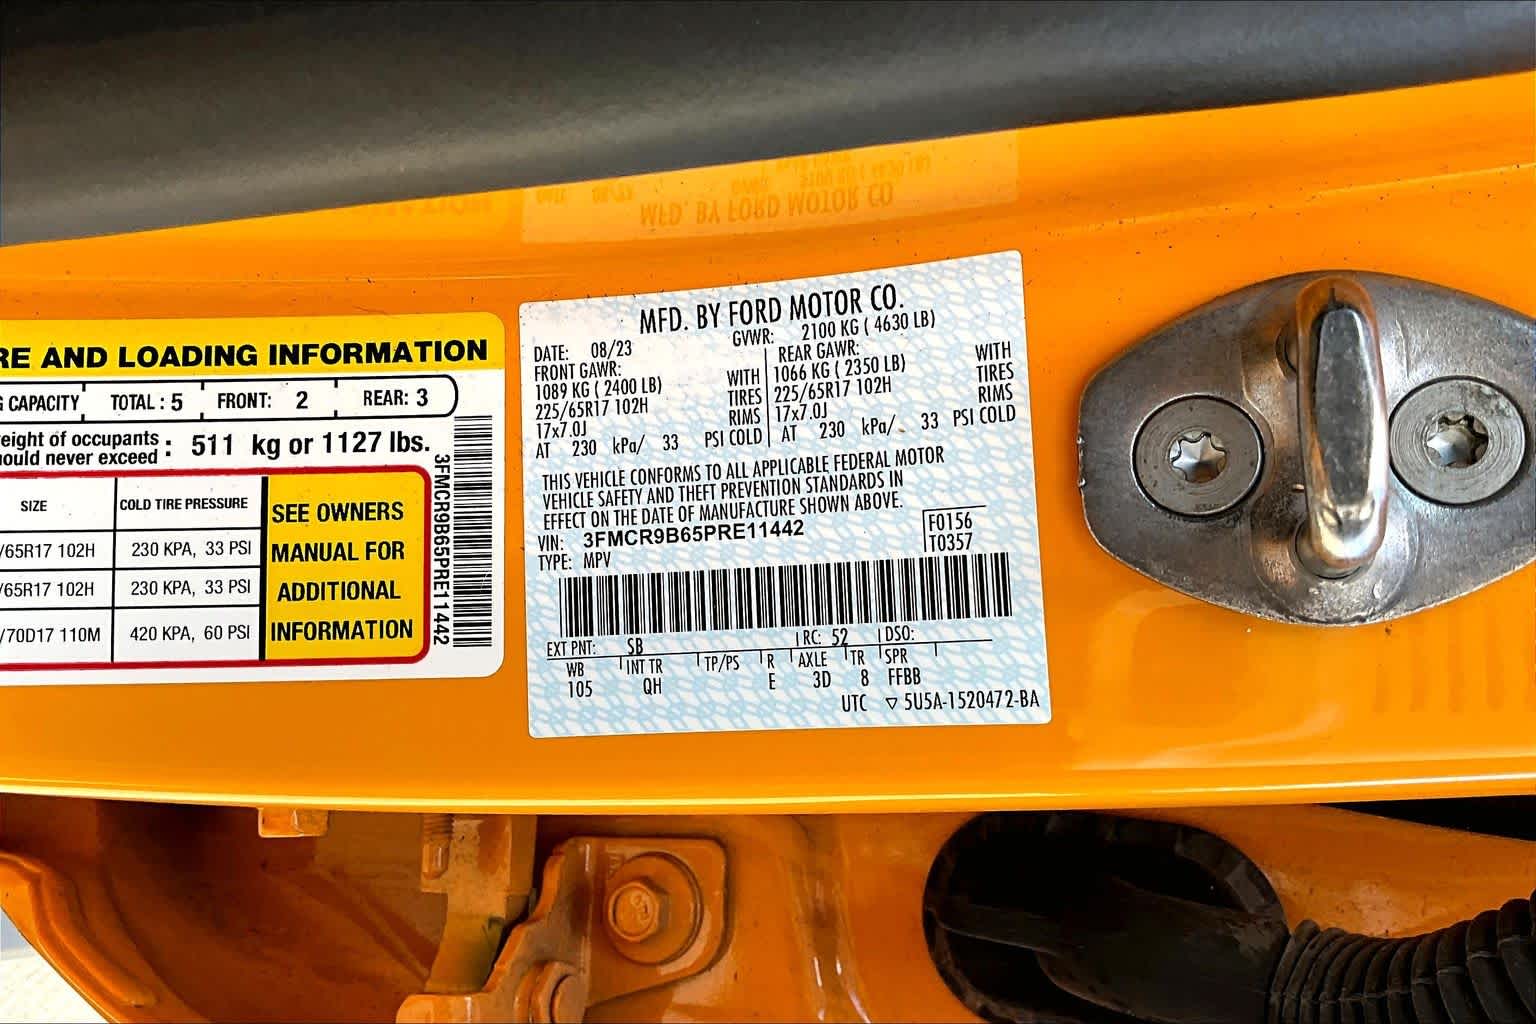 RE AND LOADING INFORMATION
G CAPACITY TOTAL : 5 FRONT: 2 REAR: 3
eight of occupants
ould never exceed : 511 kg or 1127 lbs.
SIZE COLD TIRE PRESSURE
/65R17 102H 230 KPA, 33 PSI
/65R17 102H 230 KPA, 33 PSI
/70D17 110M 420 KPA, 60 PSI
SEE OWNERS
MANUAL FOR
ADDITIONAL
INFORMATION
3FMCR9B65PRE11442
MFD. BY FORD MOTOR CO.
DATE: 08/23 GVWR: 2100 KG ( 4630 LB)
FRONT GAWR:
1089 KG ( 2400 LB) WITH
225/65R17 102H TIRES
17x7.0J RIMS
AT 230 kPa/ 33 PSI COLD
REAR GAWR: WITH
1066 KG ( 2350 LB) TIRES
225/65R17 102H RIMS
17x7.0J
AT 230 kPa/ 33 PSI COLD
THIS VEHICLE CONFORMS TO ALL APPLICABLE FEDERAL MOTOR
VEHICLE SAFETY AND THEFT PREVENTION STANDARDS IN
EFFECT ON THE DATE OF MANUFACTURE SHOWN ABOVE.
VIN: 3FMCR9B65PRE11442 F0156
TYPE: MPV T0357
EXT PNT: SB RC: 52 DSO:
WB INT TR TP/PS R AXLE TR SPR
105 QH E 3D 8 FFBB
UTC ▽ 5U5A-1520472-BA